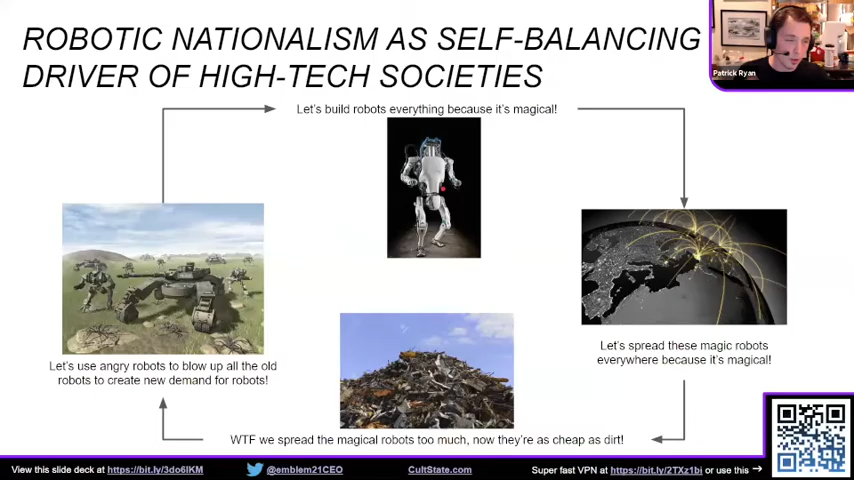 ROBOTIC NATIONALISM AS SELF-BALANCING
DRIVER OF HIGH-TECH SOCIETIES
Patrick Ryan
Let's build robots everything because it's magical!
Let's spread these magic robots
everywhere because it's magical!
Let's use angry robots to blow up all the old
robots to create new demand for robots!
WTF we spread the magical robots too much, now they're as cheap as dirt!
View this slide deck at https://bit.ly/3do6IKM
@emblem21CEO
CultState.com
Super fast VPN at https://bit.ly/2TXz1bi or use this